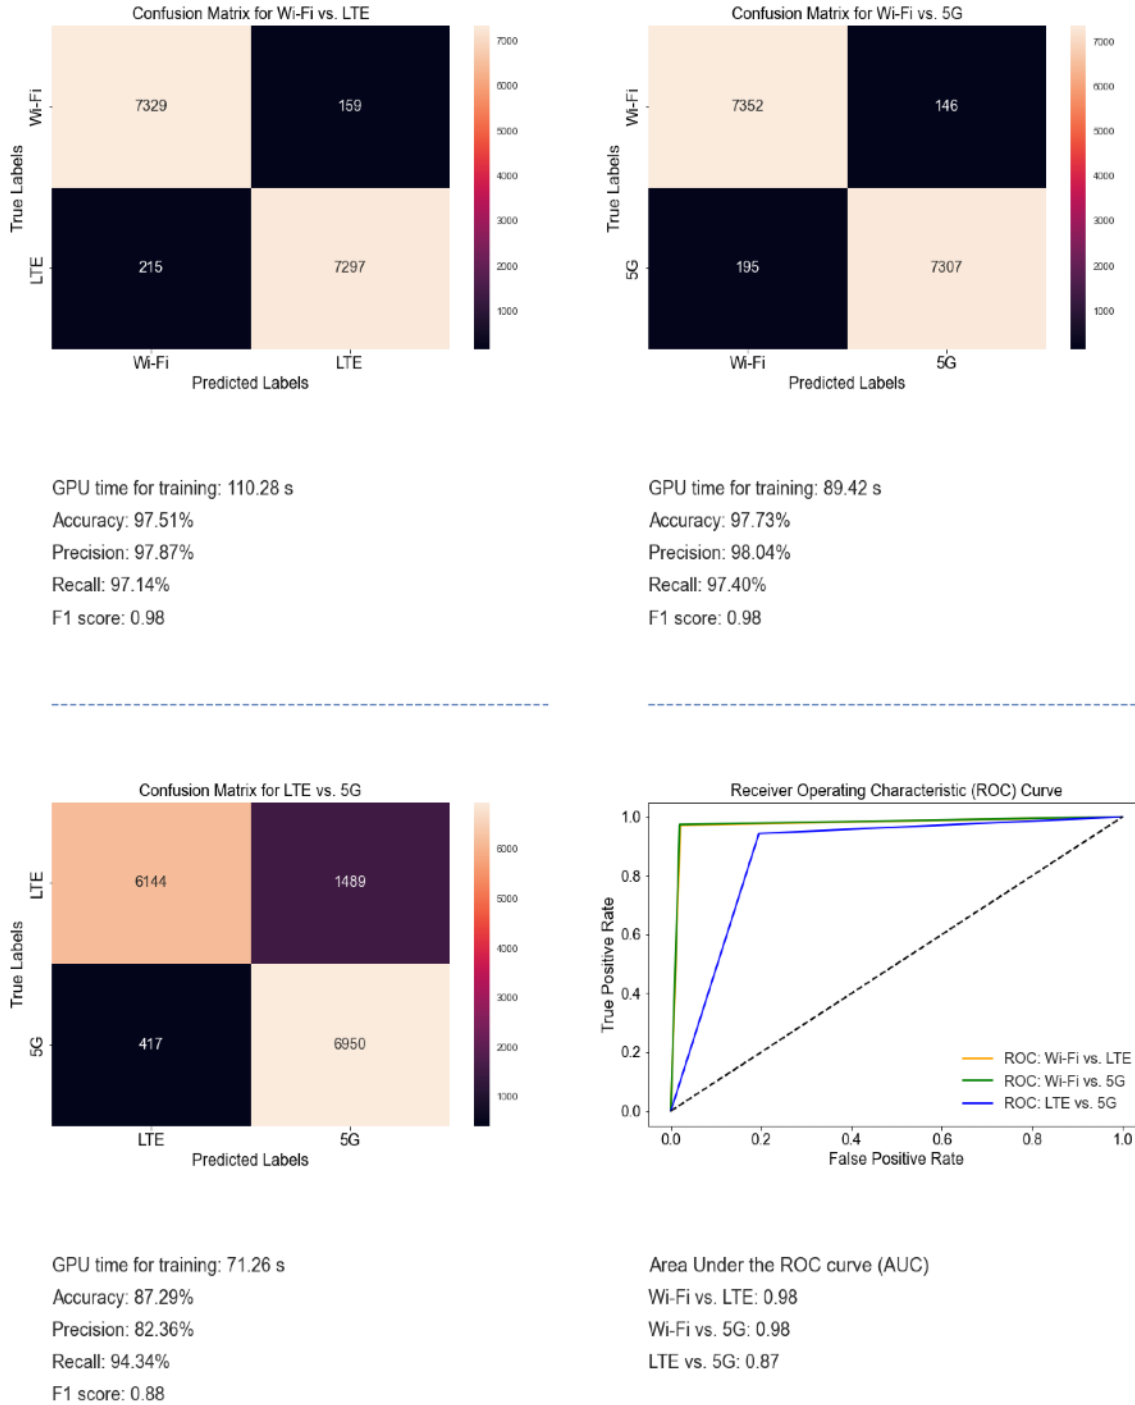 Confusion Matrix for Wi-Fi vs. LTE
7000
6000
5000
4000
3000
2000
1000
True Labels
Wi-Fi
LTE
7329
159
215
7297
Wi-Fi
LTE
Predicted Labels
GPU time for training: 110.28 s
Accuracy: 97.51%
Precision: 97.87%
Recall: 97.14%
F1 score: 0.98
Confusion Matrix for Wi-Fi vs. 5G
7000
6000
5000
4000
3000
2000
1000
True Labels
Wi-Fi
5G
7352
146
195
7307
Wi-Fi
5G
Predicted Labels
GPU time for training: 89.42 s
Accuracy: 97.73%
Precision: 98.04%
Recall: 97.40%
F1 score: 0.98
Confusion Matrix for LTE vs. 5G
6000
5000
4000
3000
2000
1000
True Labels
LTE
5G
6144
1489
417
6950
LTE
5G
Predicted Labels
GPU time for training: 71.26 s
Accuracy: 87.29%
Precision: 82.36%
Recall: 94.34%
F1 score: 0.88
Receiver Operating Characteristic (ROC) Curve
True Positive Rate
1.0
0.8
0.6
0.4
0.2
0.0
ROC: Wi-Fi vs. LTE
ROC: Wi-Fi vs. 5G
ROC: LTE vs. 5G
0.0
0.2
0.4
0.6
0.8
1.0
False Positive Rate
Area Under the ROC curve (AUC)
Wi-Fi vs. LTE: 0.98
Wi-Fi vs. 5G: 0.98
LTE vs. 5G: 0.87